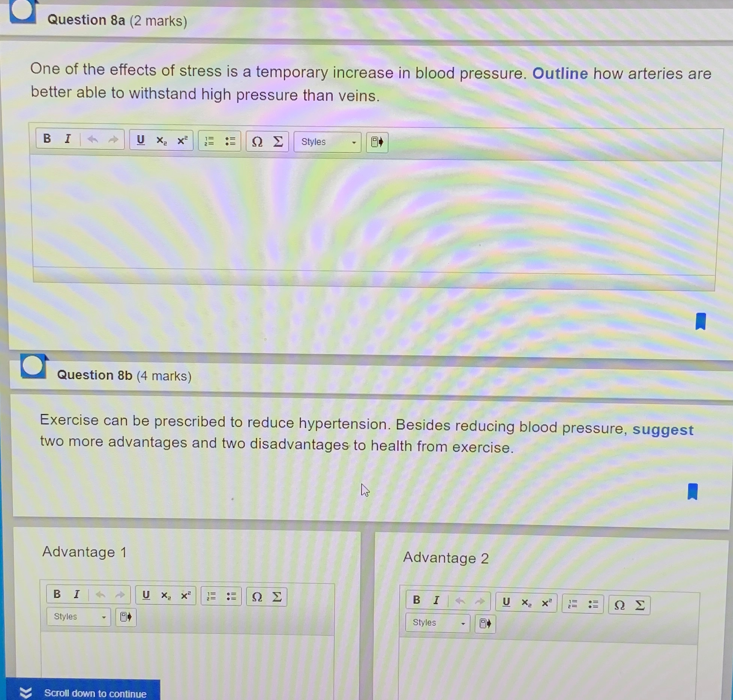 Question 8a (2 marks)
One of the effects of stress is a temporary increase in blood pressure. Outline how arteries are
better able to withstand high pressure than veins.
B I U X₂ X² Ω Σ Styles
Question 8b (4 marks)
Exercise can be prescribed to reduce hypertension. Besides reducing blood pressure, suggest
two more advantages and two disadvantages to health from exercise.
Advantage 1
B I U X₂ X² Ω Σ
Styles
Advantage 2
B I U X₂ X² Ω Σ
Styles
Scroll down to continue